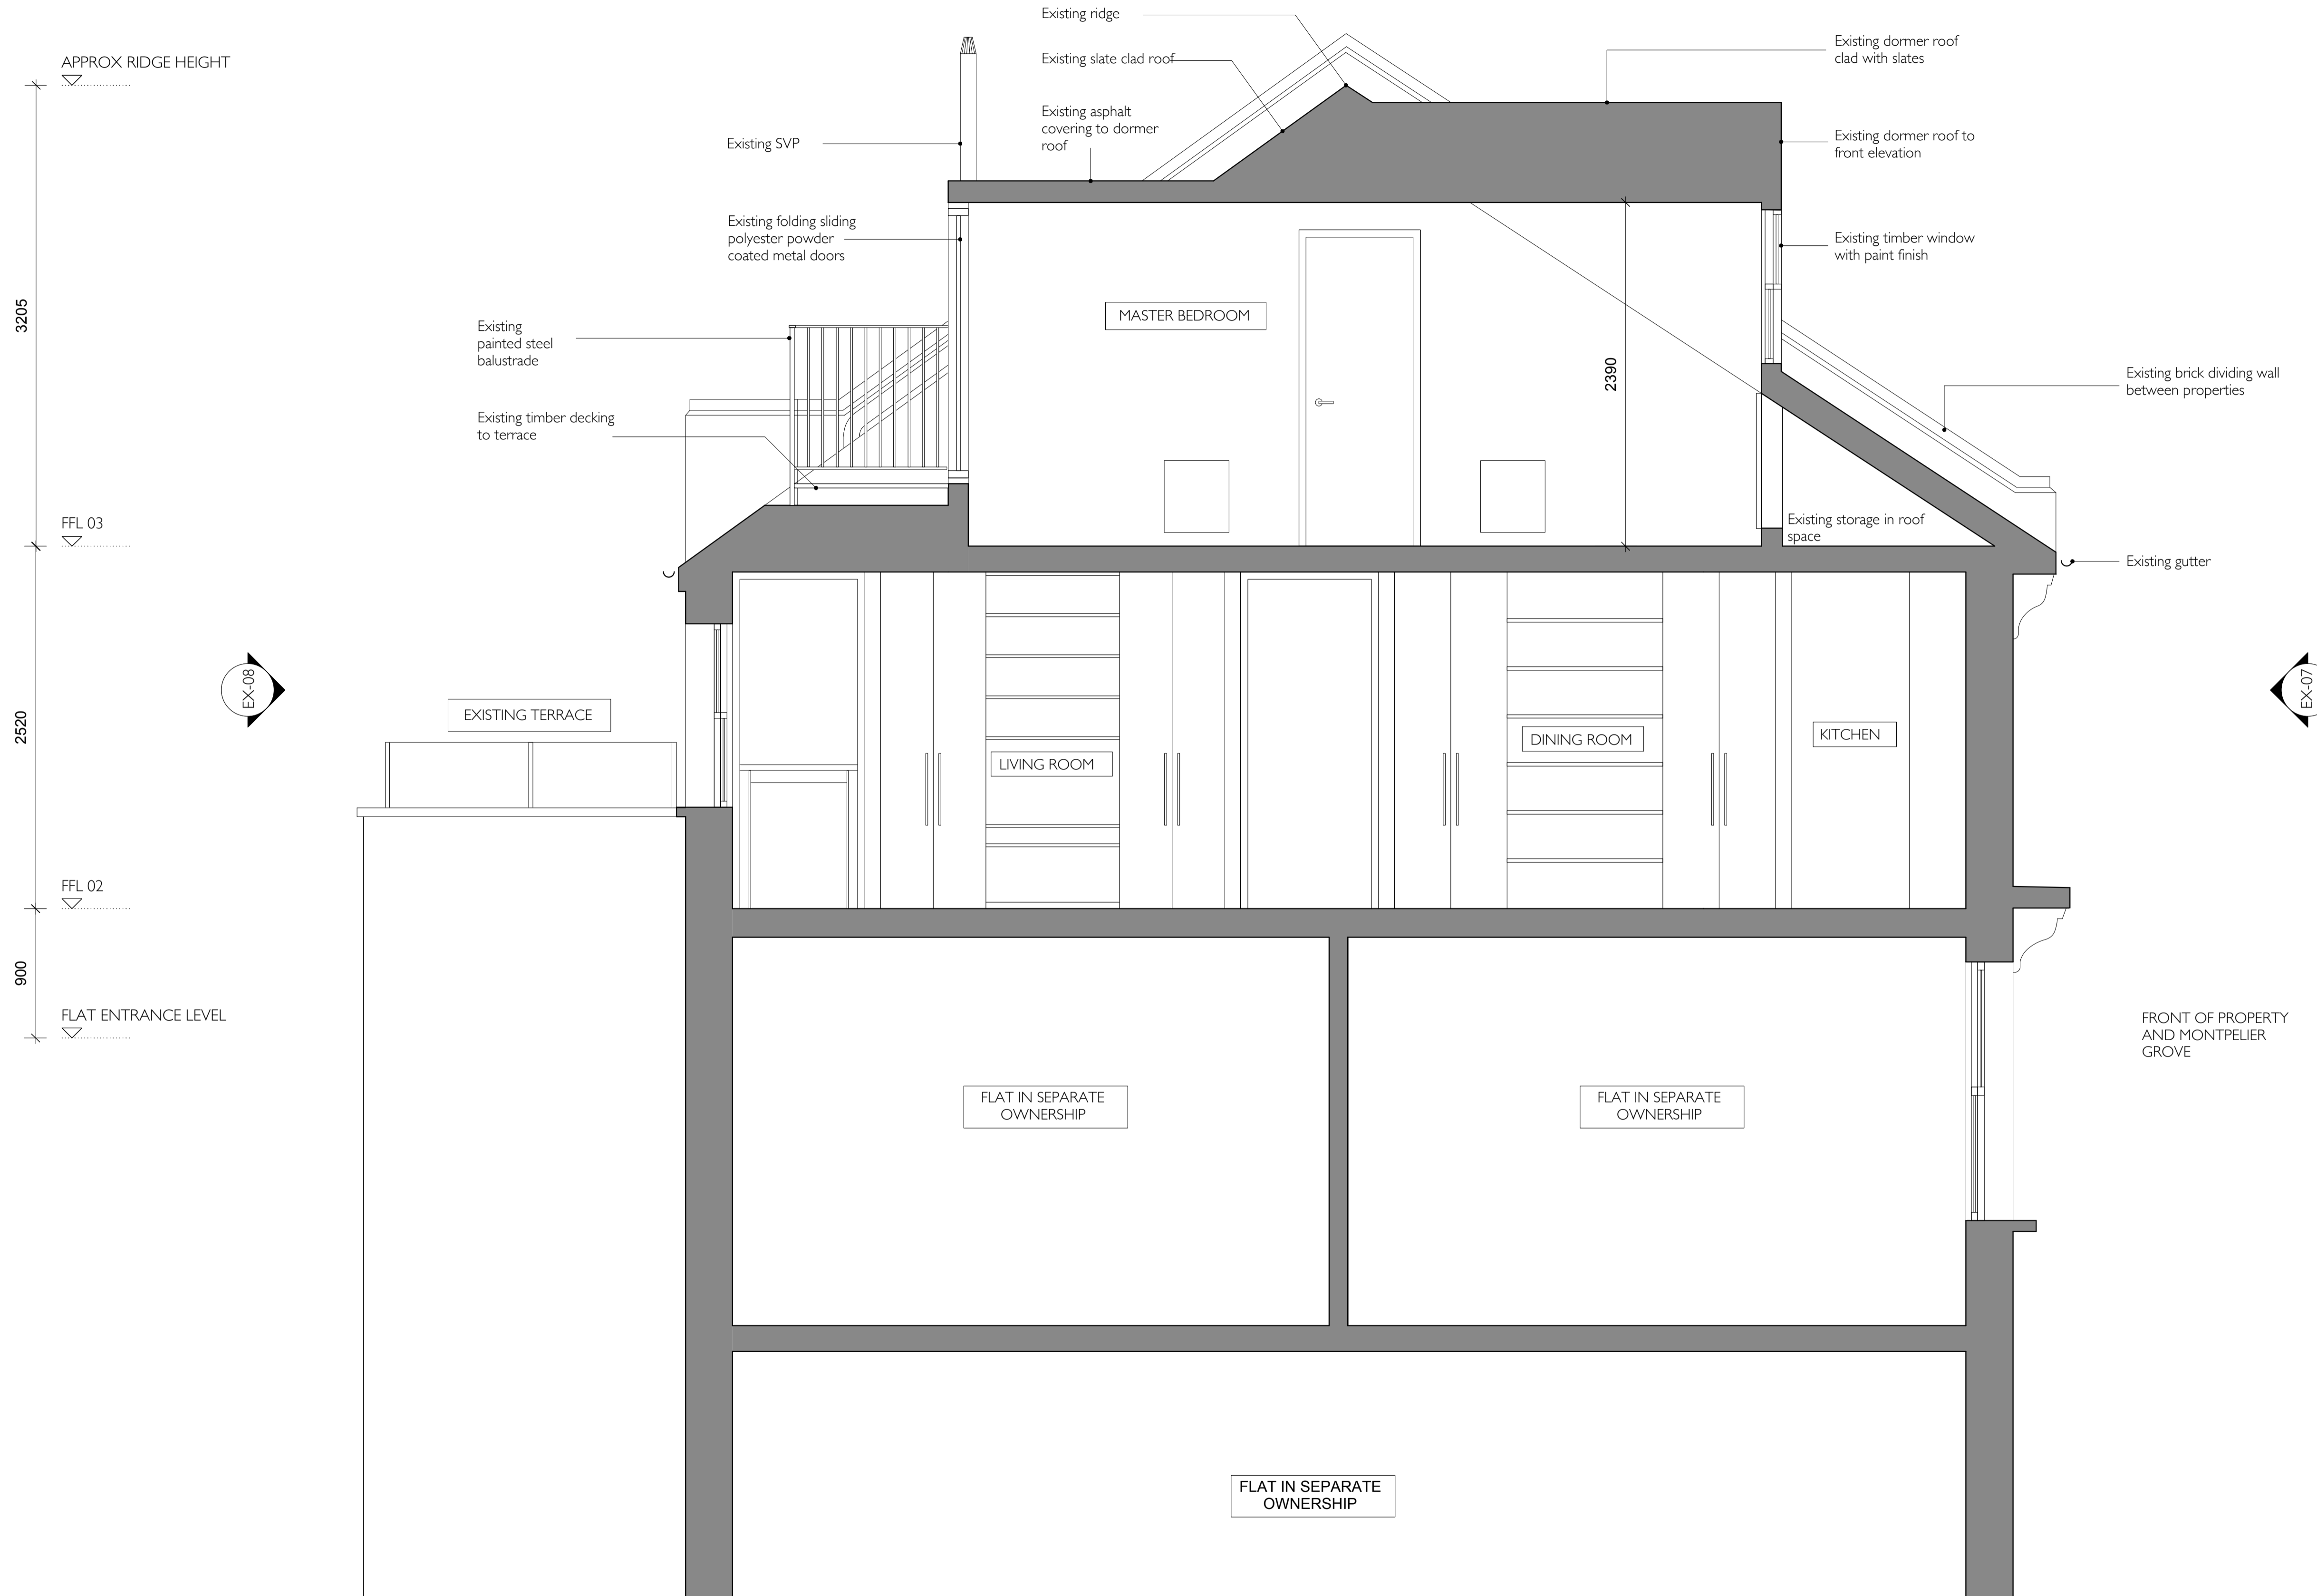 Existing ridge
Existing slate clad roof
Existing asphalt
covering to dormer
roof
Existing dormer roof
clad with slates
APPROX RIDGE HEIGHT
Existing SVP
Existing dormer roof to
front elevation
Existing folding sliding
polyester powder
coated metal doors
Existing timber window
with paint finish
3205
MASTER BEDROOM
Existing
painted steel
balustrade
2390
Existing brick dividing wall
between properties
Existing timber decking
to terrace
FFL 03
Existing storage in roof
space
Existing gutter
EX-08
EX-07
2520
EXISTING TERRACE
LIVING ROOM
DINING ROOM
KITCHEN
FFL 02
900
FLAT ENTRANCE LEVEL
FRONT OF PROPERTY
AND MONTPELIER
GROVE
FLAT IN SEPARATE
OWNERSHIP
FLAT IN SEPARATE
OWNERSHIP
FLAT IN SEPARATE
OWNERSHIP